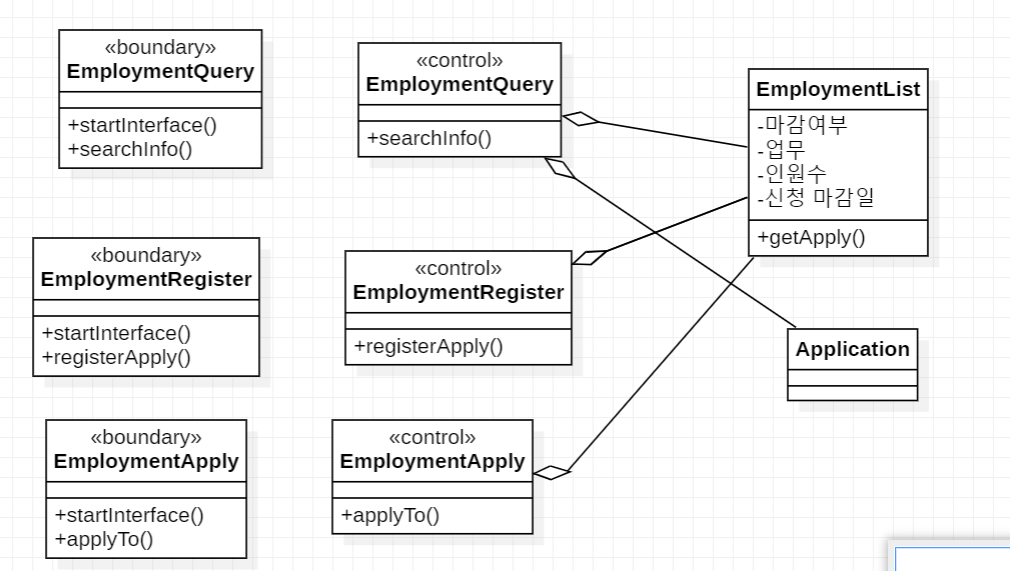 «boundary»
EmploymentQuery
+startInterface()
+searchInfo()
«control»
EmploymentQuery
+searchInfo()
EmploymentList
-마감여부
-업무
-인원수
-신청 마감일
+getApply()
«boundary»
EmploymentRegister
+startInterface()
+registerApply()
«control»
EmploymentRegister
+registerApply()
Application
«boundary»
EmploymentApply
+startInterface()
+applyTo()
«control»
EmploymentApply
+applyTo()